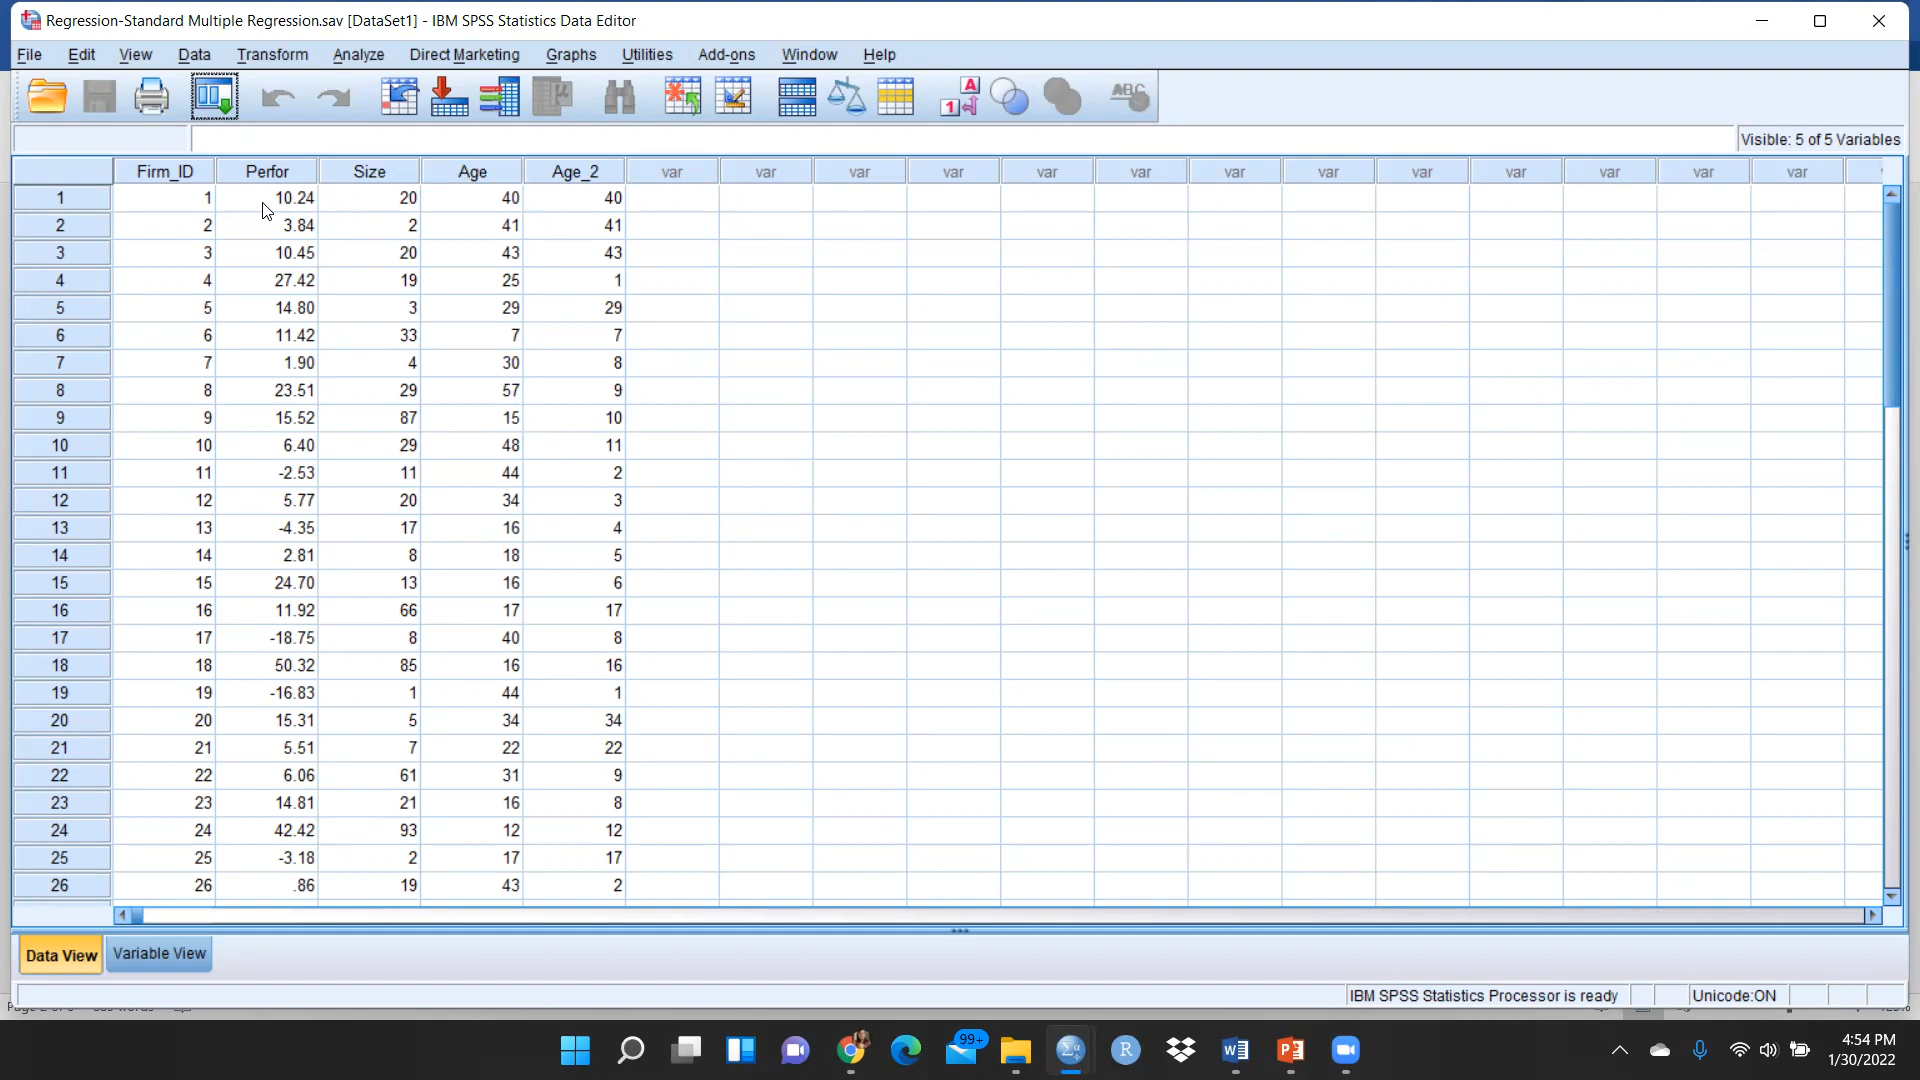 Regression-Standard Multiple Regression.sav [DataSet1] - IBM SPSS Statistics Data Editor
File Edit View Data Transform Analyze Direct Marketing Graphs Utilities Add-ons Window Help
Visible: 5 of 5 Variables
Firm_ID Perfor Size Age Age_2 var var var var var var var var var var var var var
1 1 10.24 20 40 40
2 2 3.84 2 41 41
3 3 10.45 20 43 43
4 4 27.42 19 25 1
5 5 14.80 3 29 29
6 6 11.42 33 7 7
7 7 1.90 4 30 8
8 8 23.51 29 57 9
9 9 15.52 87 15 10
10 10 6.40 29 48 11
11 11 -2.53 11 44 2
12 12 5.77 20 34 3
13 13 -4.35 17 16 4
14 14 2.81 8 18 5
15 15 24.70 13 16 6
16 16 11.92 66 17 17
17 17 -18.75 8 40 8
18 18 50.32 85 16 16
19 19 -16.83 1 44 1
20 20 15.31 5 34 34
21 21 5.51 7 22 22
22 22 6.06 61 31 9
23 23 14.81 21 16 8
24 24 42.42 93 12 12
25 25 -3.18 2 17 17
26 26 .86 19 43 2
Data View Variable View
IBM SPSS Statistics Processor is ready Unicode:ON
99+
4:54 PM
1/30/2022